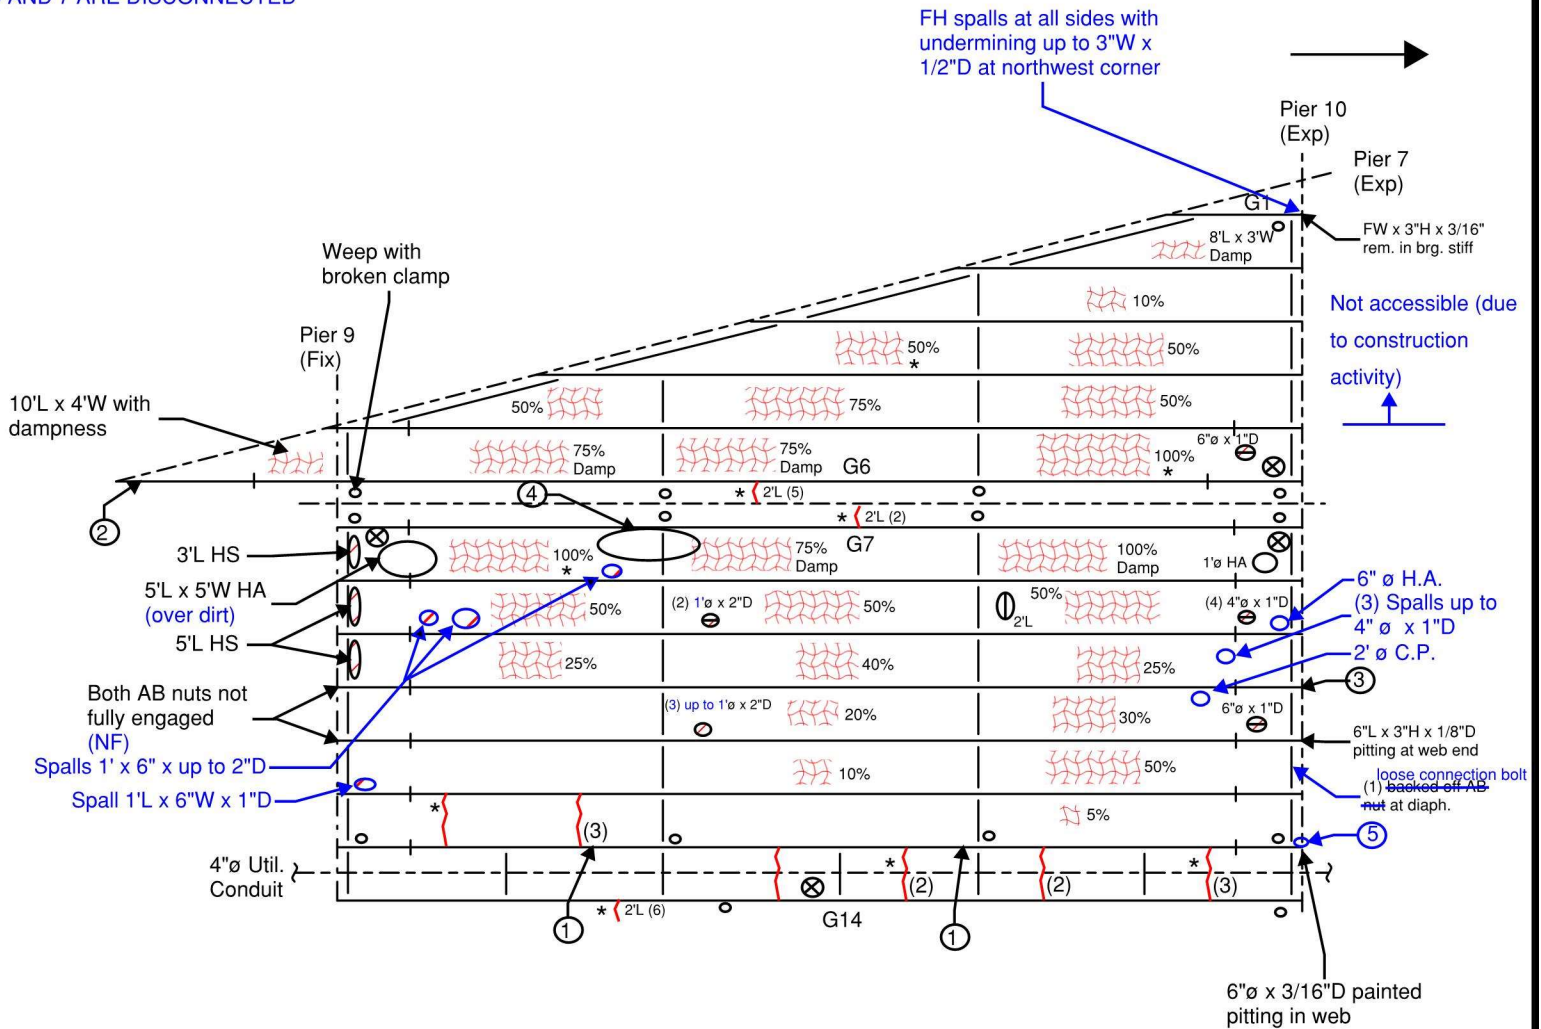 AND 7 ARE DISCONNECTED
FH spalls at all sides with
undermining up to 3"W x
1/2"D at northwest corner
Pier 10
(Exp)
Pier 7
(Exp)
G1
FW x 3"H x 3/16"
rem. in brg. stiff
8'L x 3'W
Damp
Weep with
broken clamp
10%
Not accessible (due
to construction
activity)
Pier 9
(Fix)
50%
*
50%
10'L x 4'W with
dampness
50%
75%
50%
75%
Damp
75%
Damp
G6
100%
*
6"ø x 1"D
2
4
* 2'L (5)
* 2'L (2)
G7
3'L HS
100%
*
75%
Damp
100%
Damp
1'ø HA
5'L x 5'W HA
(over dirt)
5'L HS
50%
(2) 1'ø x 2"D
50%
2'L
50%
(4) 4"ø x 1"D
6" ø H.A.
(3) Spalls up to
4" ø x 1"D
2' ø C.P.
25%
40%
25%
3
Both AB nuts not
fully engaged
(NF)
(3) up to 1'ø x 2"D
20%
30%
6"ø x 1"D
6"L x 3"H x 1/8"D
pitting at web end
Spalls 1' x 6" x up to 2"D
Spall 1'L x 6"W x 1"D
10%
50%
loose connection bolt
(1) backed off AB
nut at diaph.
*
(3)
5%
5
4"ø Util.
Conduit
*
(2)
(2)
*
(3)
* 2'L (6)
G14
1
1
6"ø x 3/16"D painted
pitting in web